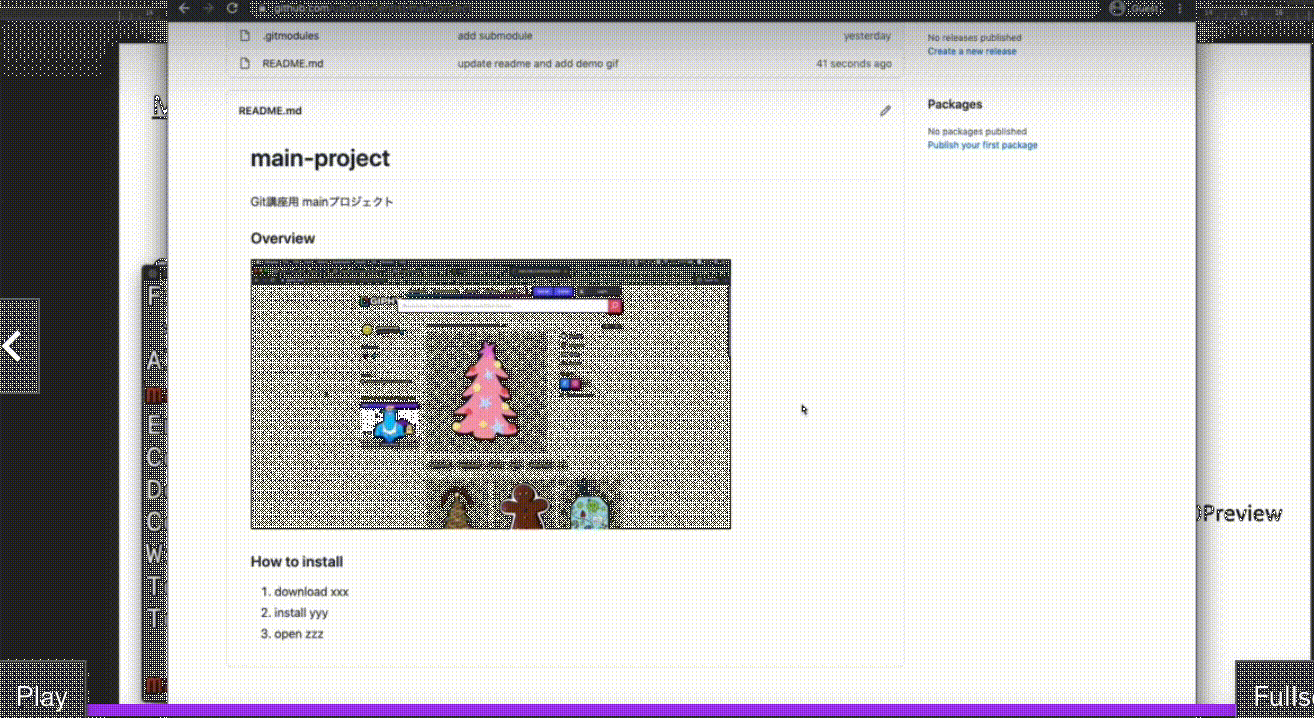 .gitmodules add submodule yesterday
README.md update readme and add demo gif 41 seconds ago
No releases published
Create a new release
README.md
Packages
No packages published
Publish your first package
main-project
Git講座用 mainプロジェクト
Overview
How to install
1. download xxx
2. install yyy
3. open zzz
Preview
F
A
E
C
D
C
W
T
T
Play
Fulls